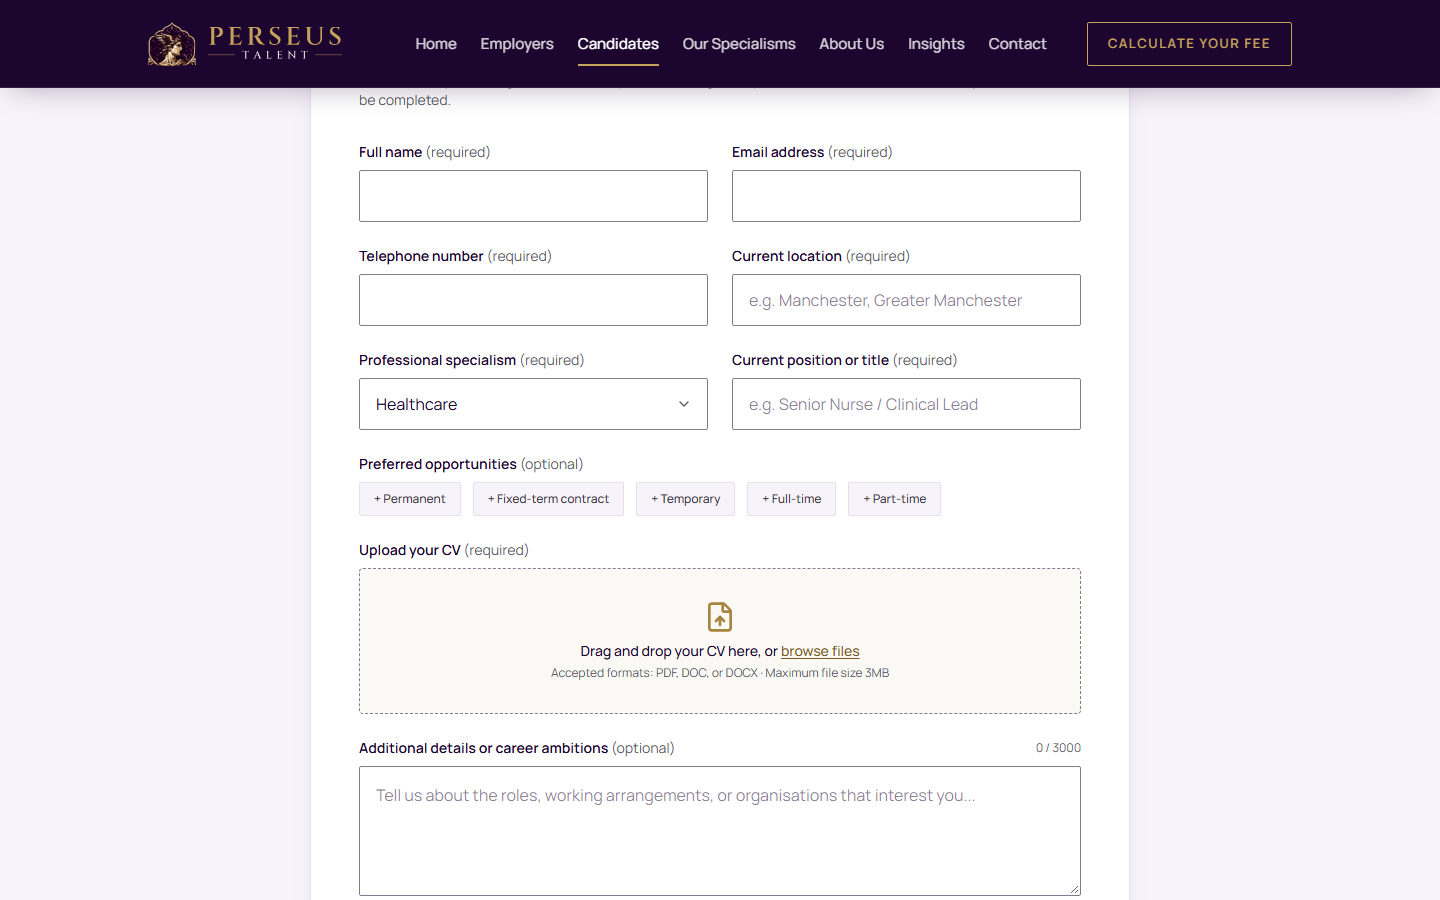 PERSEUS
TALENT
Home
Employers
Candidates
Our Specialisms
About Us
Insights
Contact
CALCULATE YOUR FEE
be completed.
Full name (required)
Email address (required)
Telephone number (required)
Current location (required)
e.g. Manchester, Greater Manchester
Professional specialism (required)
Current position or title (required)
Healthcare
e.g. Senior Nurse / Clinical Lead
Preferred opportunities (optional)
+ Permanent
+ Fixed-term contract
+ Temporary
+ Full-time
+ Part-time
Upload your CV (required)
Drag and drop your CV here, or browse files
Accepted formats: PDF, DOC, or DOCX · Maximum file size 3MB
Additional details or career ambitions (optional)
0 / 3000
Tell us about the roles, working arrangements, or organisations that interest you...